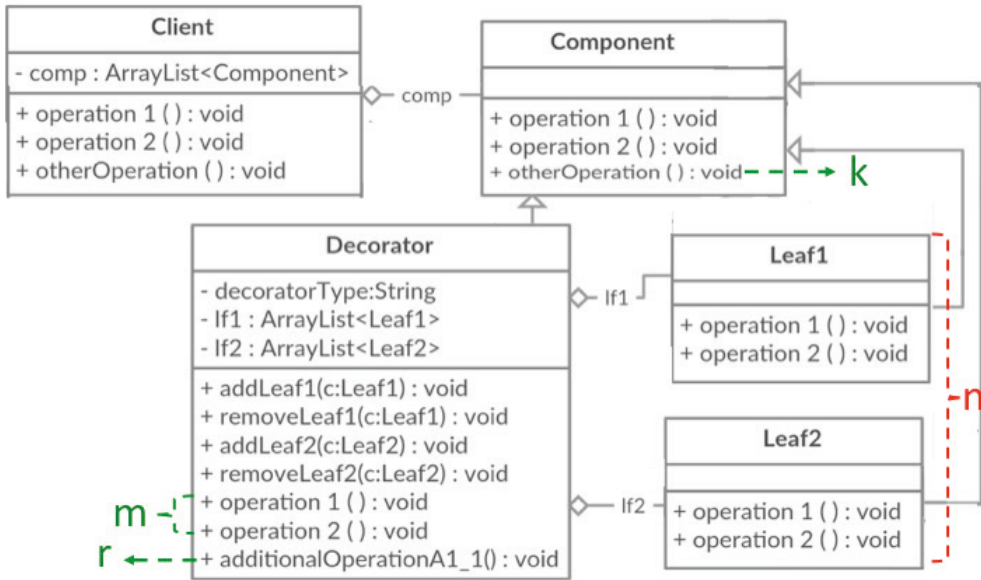 Client
- comp : ArrayList<Component>
+ operation 1 ( ) : void
+ operation 2 ( ) : void
+ otherOperation ( ) : void
comp
Component
+ operation 1 ( ) : void
+ operation 2 ( ) : void
+ otherOperation ( ) : void
k
Decorator
- decoratorType:String
- lf1 : ArrayList<Leaf1>
- lf2 : ArrayList<Leaf2>
+ addLeaf1(c:Leaf1) : void
+ removeLeaf1(c:Leaf1) : void
+ addLeaf2(c:Leaf2) : void
+ removeLeaf2(c:Leaf2) : void
+ operation 1 ( ) : void
+ operation 2 ( ) : void
+ additionalOperationA1_1() : void
m
r
lf1
Leaf1
+ operation 1 ( ) : void
+ operation 2 ( ) : void
n
lf2
Leaf2
+ operation 1 ( ) : void
+ operation 2 ( ) : void